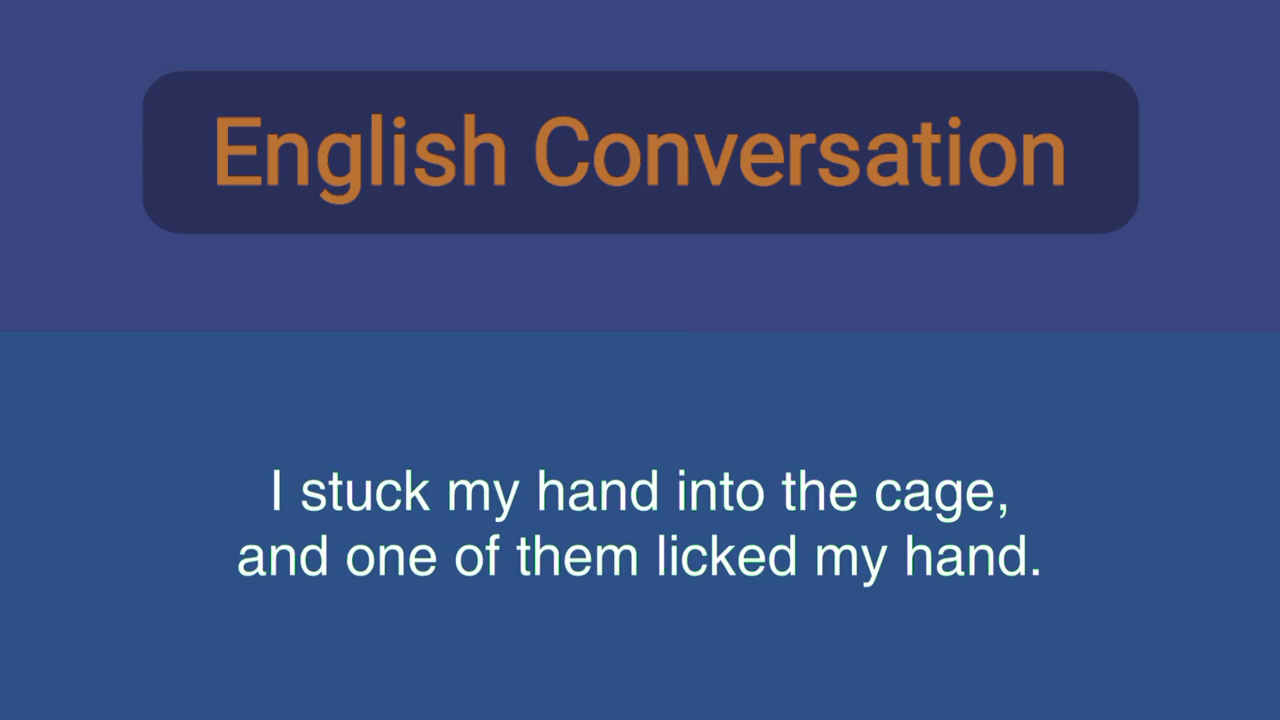 English Conversation
I stuck my hand into the cage,
and one of them licked my hand.